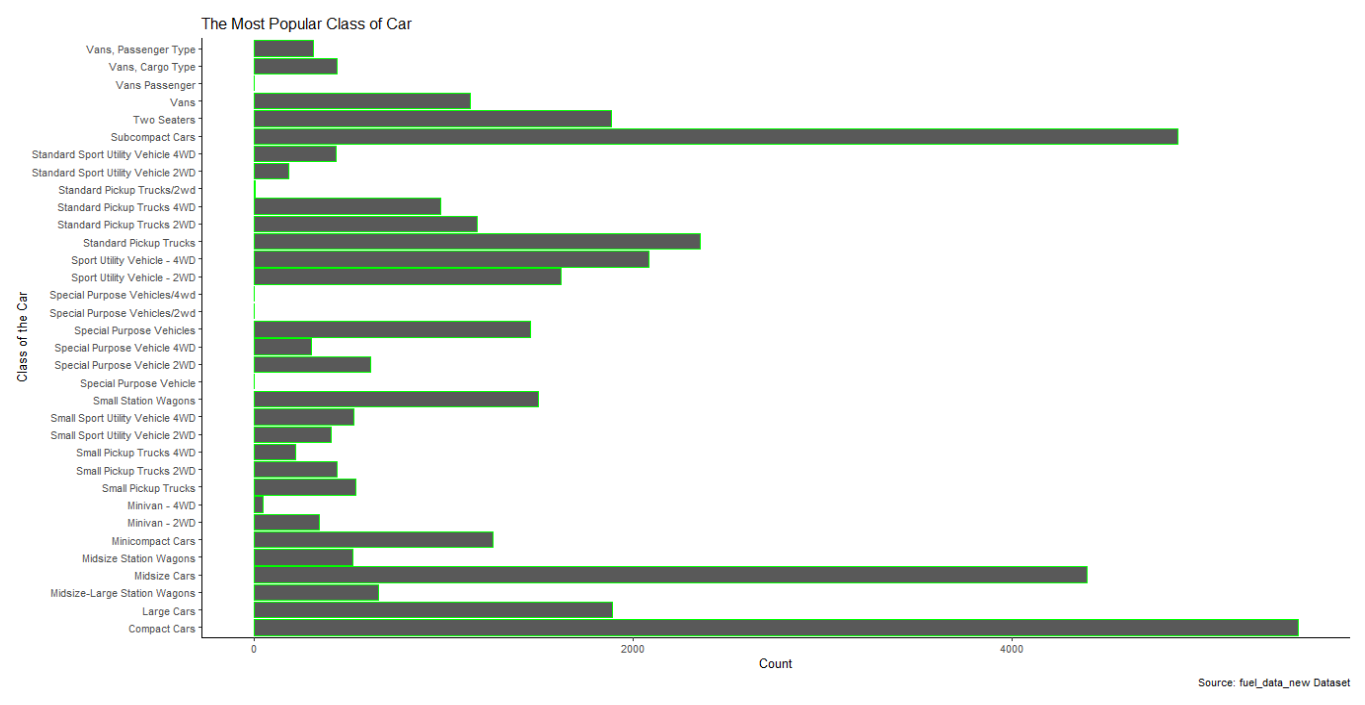 The Most Popular Class of Car
Vans, Passenger Type
Vans, Cargo Type
Vans Passenger
Vans
Two Seaters
Subcompact Cars
Standard Sport Utility Vehicle 4WD
Standard Sport Utility Vehicle 2WD
Standard Pickup Trucks/2wd
Standard Pickup Trucks 4WD
Standard Pickup Trucks 2WD
Standard Pickup Trucks
Sport Utility Vehicle - 4WD
Sport Utility Vehicle - 2WD
Special Purpose Vehicles/4wd
Special Purpose Vehicles/2wd
Special Purpose Vehicles
Special Purpose Vehicle 4WD
Special Purpose Vehicle 2WD
Special Purpose Vehicle
Small Station Wagons
Small Sport Utility Vehicle 4WD
Small Sport Utility Vehicle 2WD
Small Pickup Trucks 4WD
Small Pickup Trucks 2WD
Small Pickup Trucks
Minivan - 4WD
Minivan - 2WD
Minicompact Cars
Midsize Station Wagons
Midsize Cars
Midsize-Large Station Wagons
Large Cars
Compact Cars
Class of the Car
0 2000 4000
Count
Source: fuel_data_new Dataset